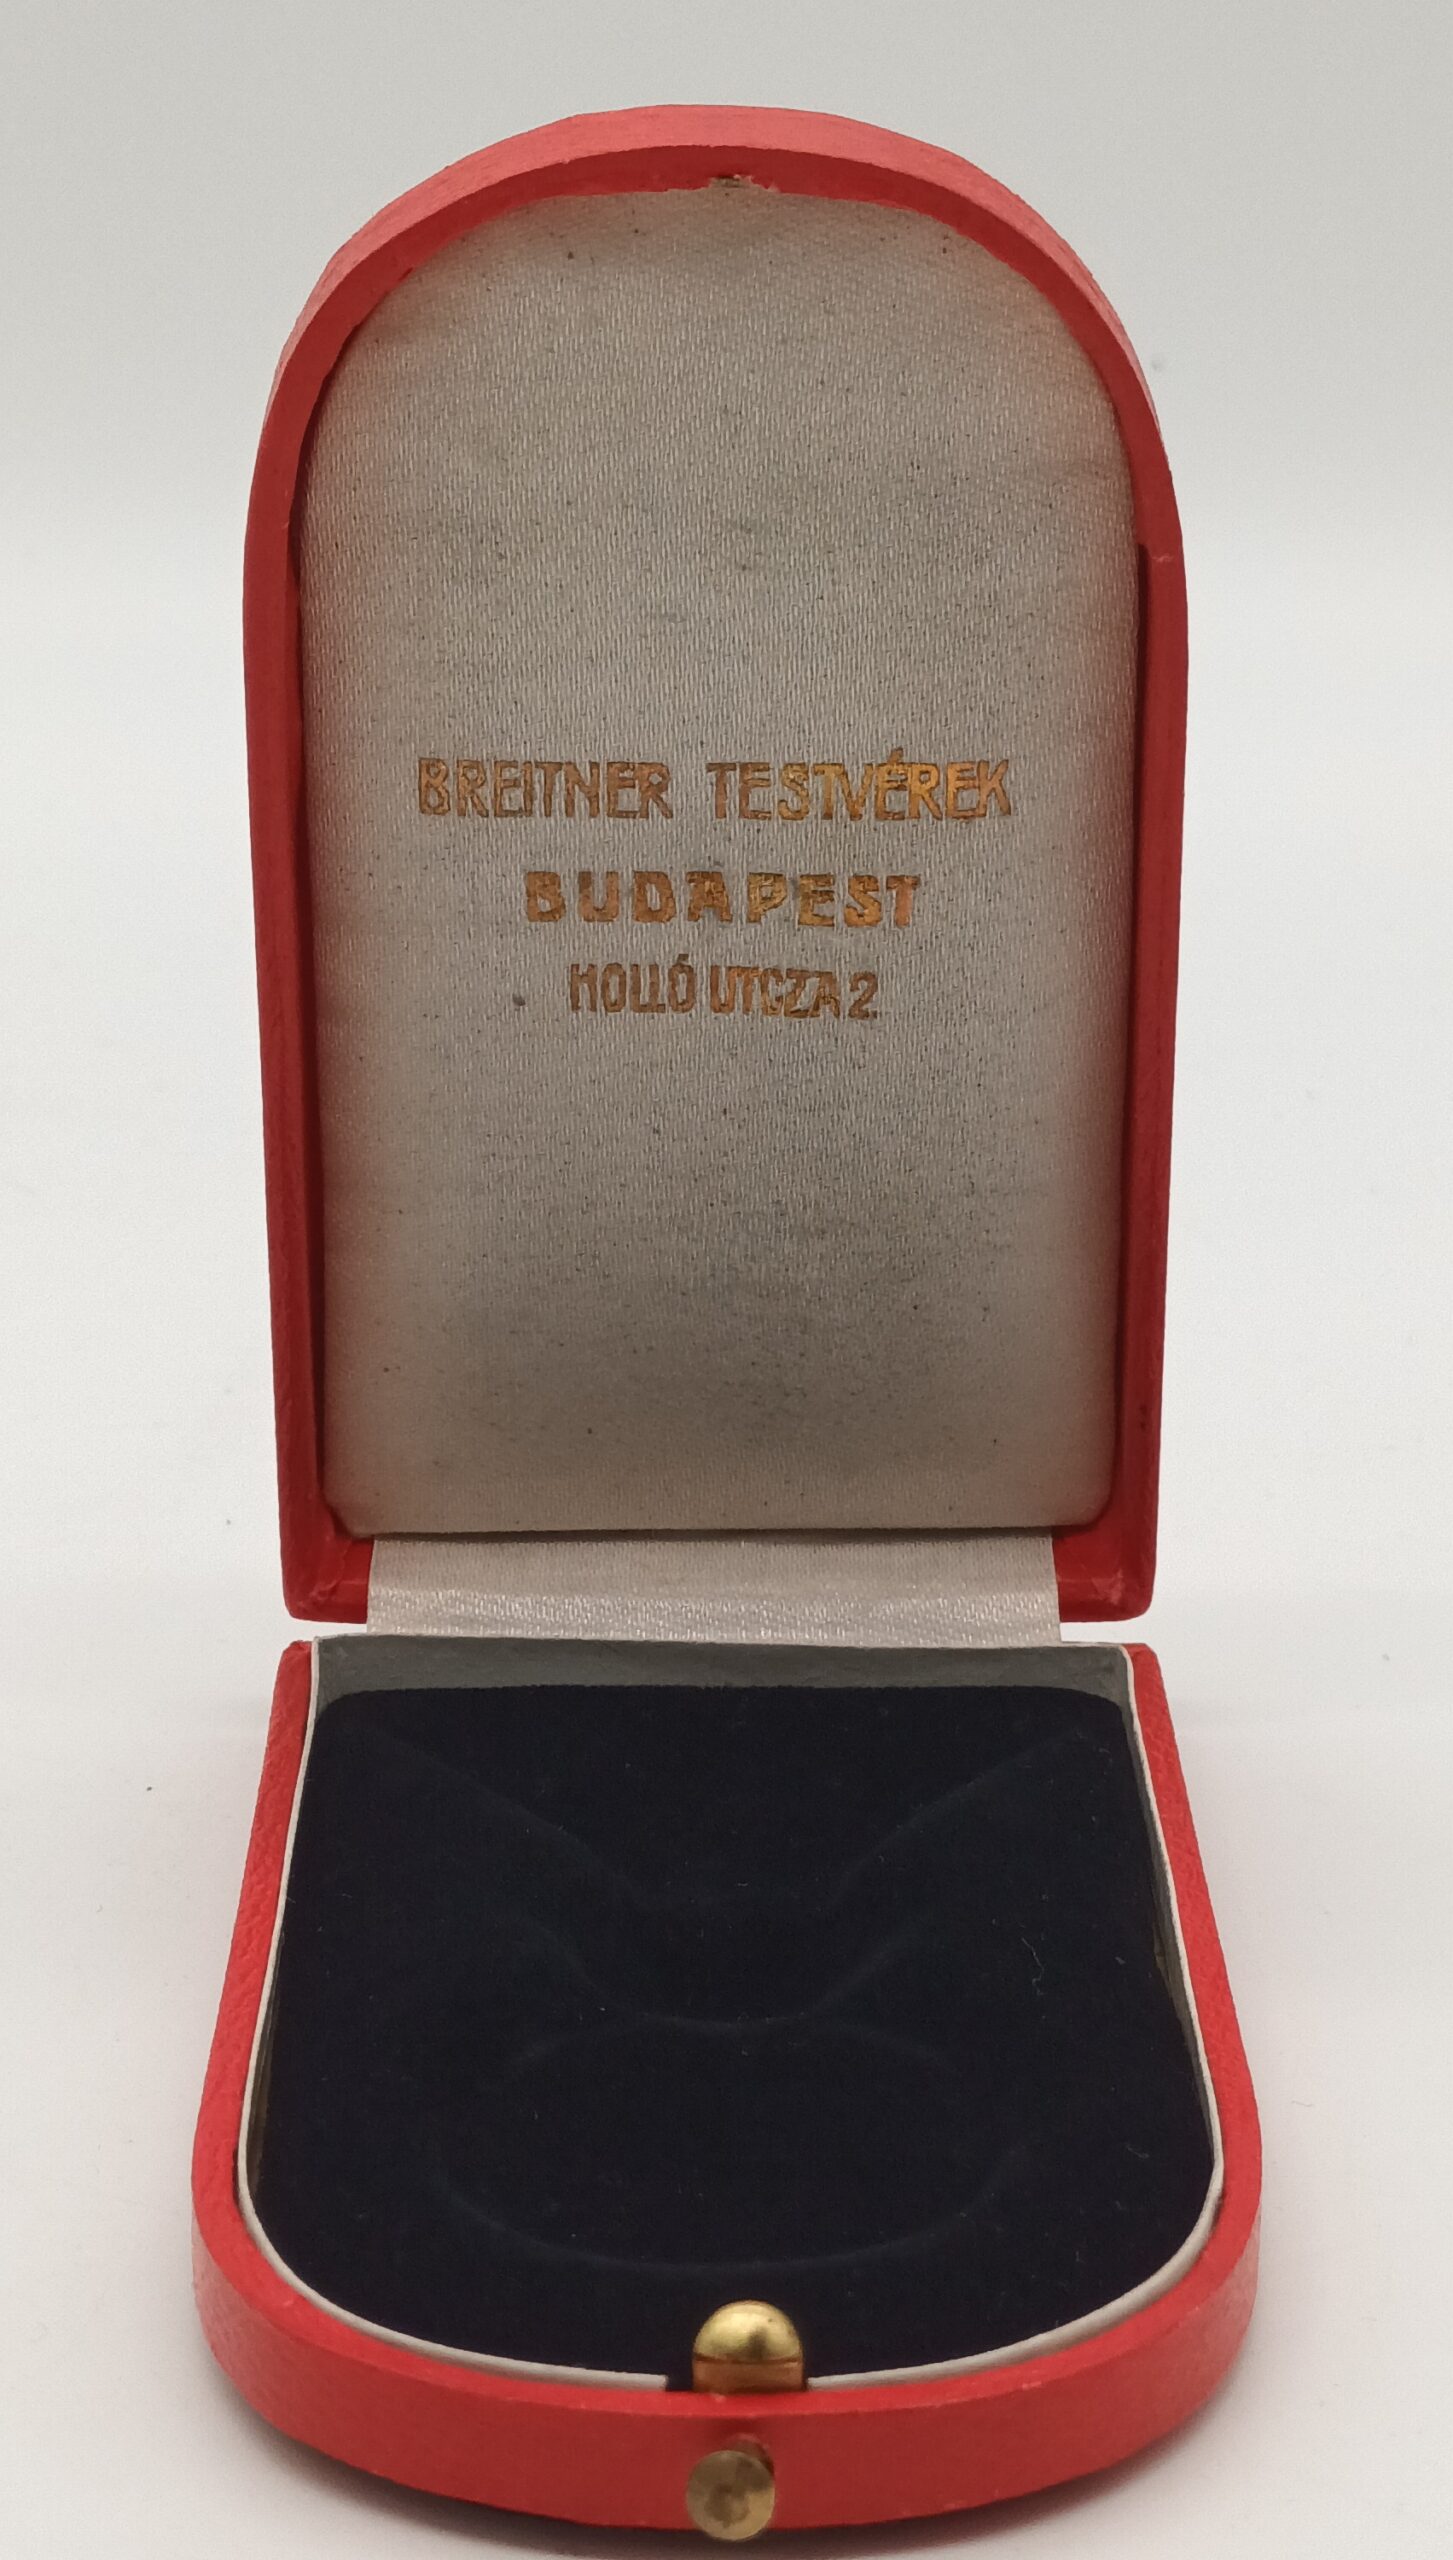 BREITNER TESTVÉREK
BUDAPEST
HOLLÓ UTCZA 2.